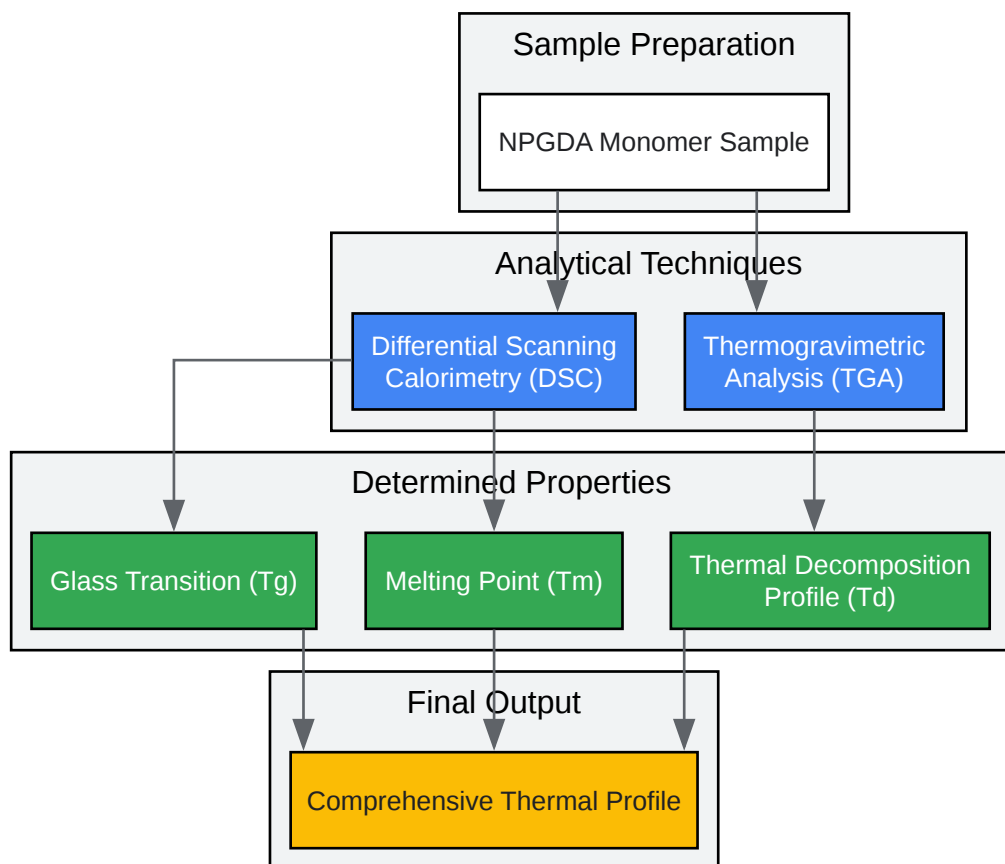 Sample Preparation
NPGDA Monomer Sample
Analytical Techniques
Differential Scanning
Calorimetry (DSC)
Thermogravimetric
Analysis (TGA)
Determined Properties
Glass Transition (Tg)
Melting Point (Tm)
Thermal Decomposition
Profile (Td)
Final Output
Comprehensive Thermal Profile